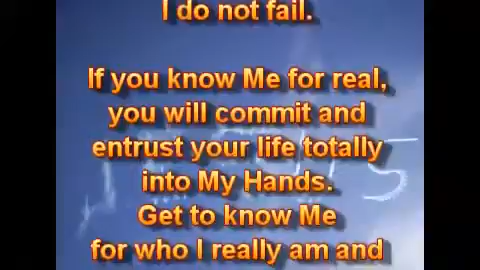 I do not fail.
If you know Me for real,
you will commit and
entrust your life totally
into My Hands.
Get to know Me
for who I really am and